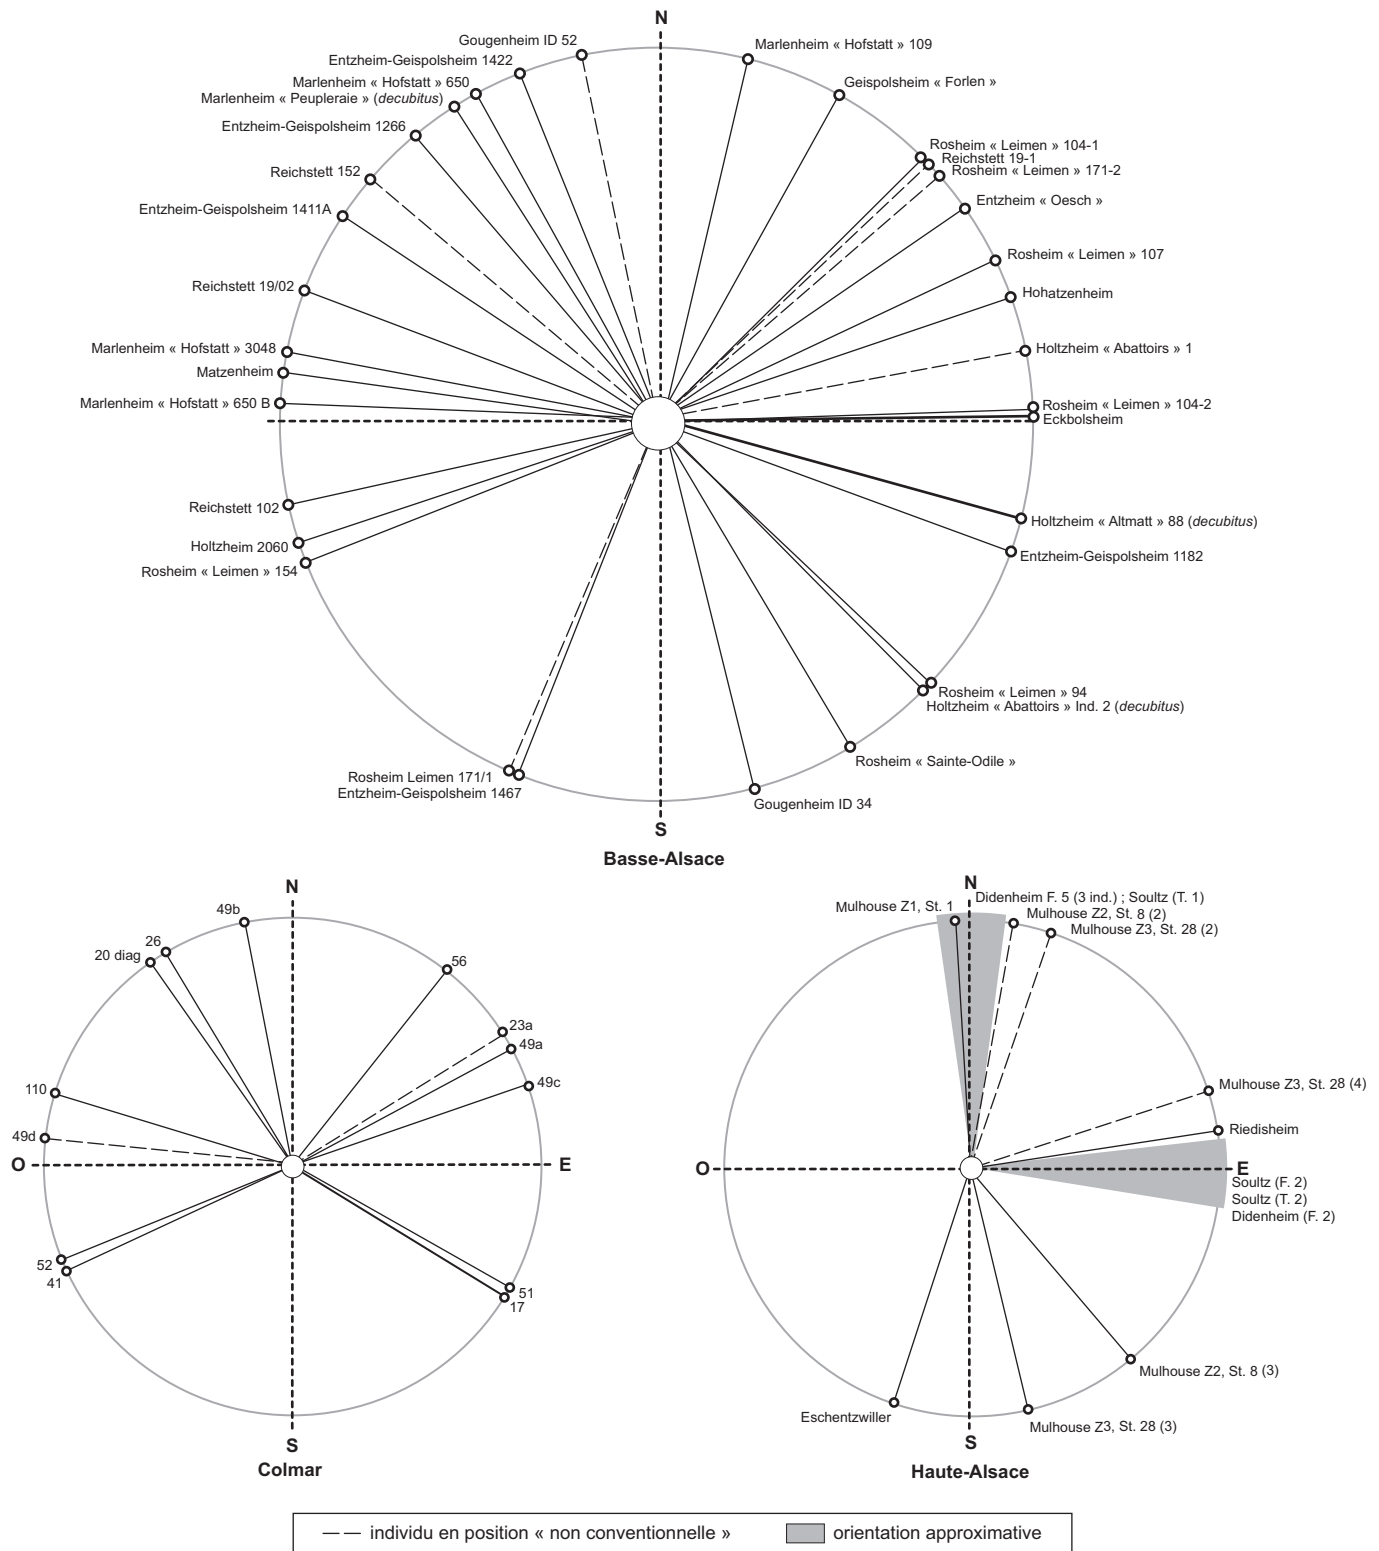 N
Gougenheim ID 52
Entzheim-Geispolsheim 1422
Marlenheim « Hofstatt » 650
Marlenheim « Peupleraie » (decubitus)
Entzheim-Geispolsheim 1266
Reichstett 152
Entzheim-Geispolsheim 1411A
Reichstett 19/02
Marlenheim « Hofstatt » 3048
Matzenheim
Marlenheim « Hofstatt » 650 B
Reichstett 102
Holtzheim 2060
Rosheim « Leimen » 154
Rosheim Leimen 171/1
Entzheim-Geispolsheim 1467
Marlenheim « Hofstatt » 109
Geispolsheim « Forlen »
Rosheim « Leimen » 104-1
Reichstett 19-1
Rosheim « Leimen » 171-2
Entzheim « Oesch »
Rosheim « Leimen » 107
Hohatzenheim
Holtzheim « Abattoirs » 1
Rosheim « Leimen » 104-2
Eckbolsheim
Holtzheim « Altmatt » 88 (decubitus)
Entzheim-Geispolsheim 1182
Rosheim « Leimen » 94
Holtzheim « Abattoirs » Ind. 2 (decubitus)
Rosheim « Sainte-Odile »
Gougenheim ID 34
S
Basse-Alsace
N
49b
26
20 diag
110
49d
O
52
41
56
23a
49a
49c
E
51
17
S
Colmar
N
Didenheim F. 5 (3 ind.) ; Soultz (T. 1)
Mulhouse Z1, St. 1
Mulhouse Z2, St. 8 (2)
Mulhouse Z3, St. 28 (2)
Mulhouse Z3, St. 28 (4)
Riedisheim
O
E
Soultz (F. 2)
Soultz (T. 2)
Didenheim (F. 2)
Mulhouse Z2, St. 8 (3)
Eschentzwiller
Mulhouse Z3, St. 28 (3)
S
Haute-Alsace
individu en position « non conventionnelle »
orientation approximative